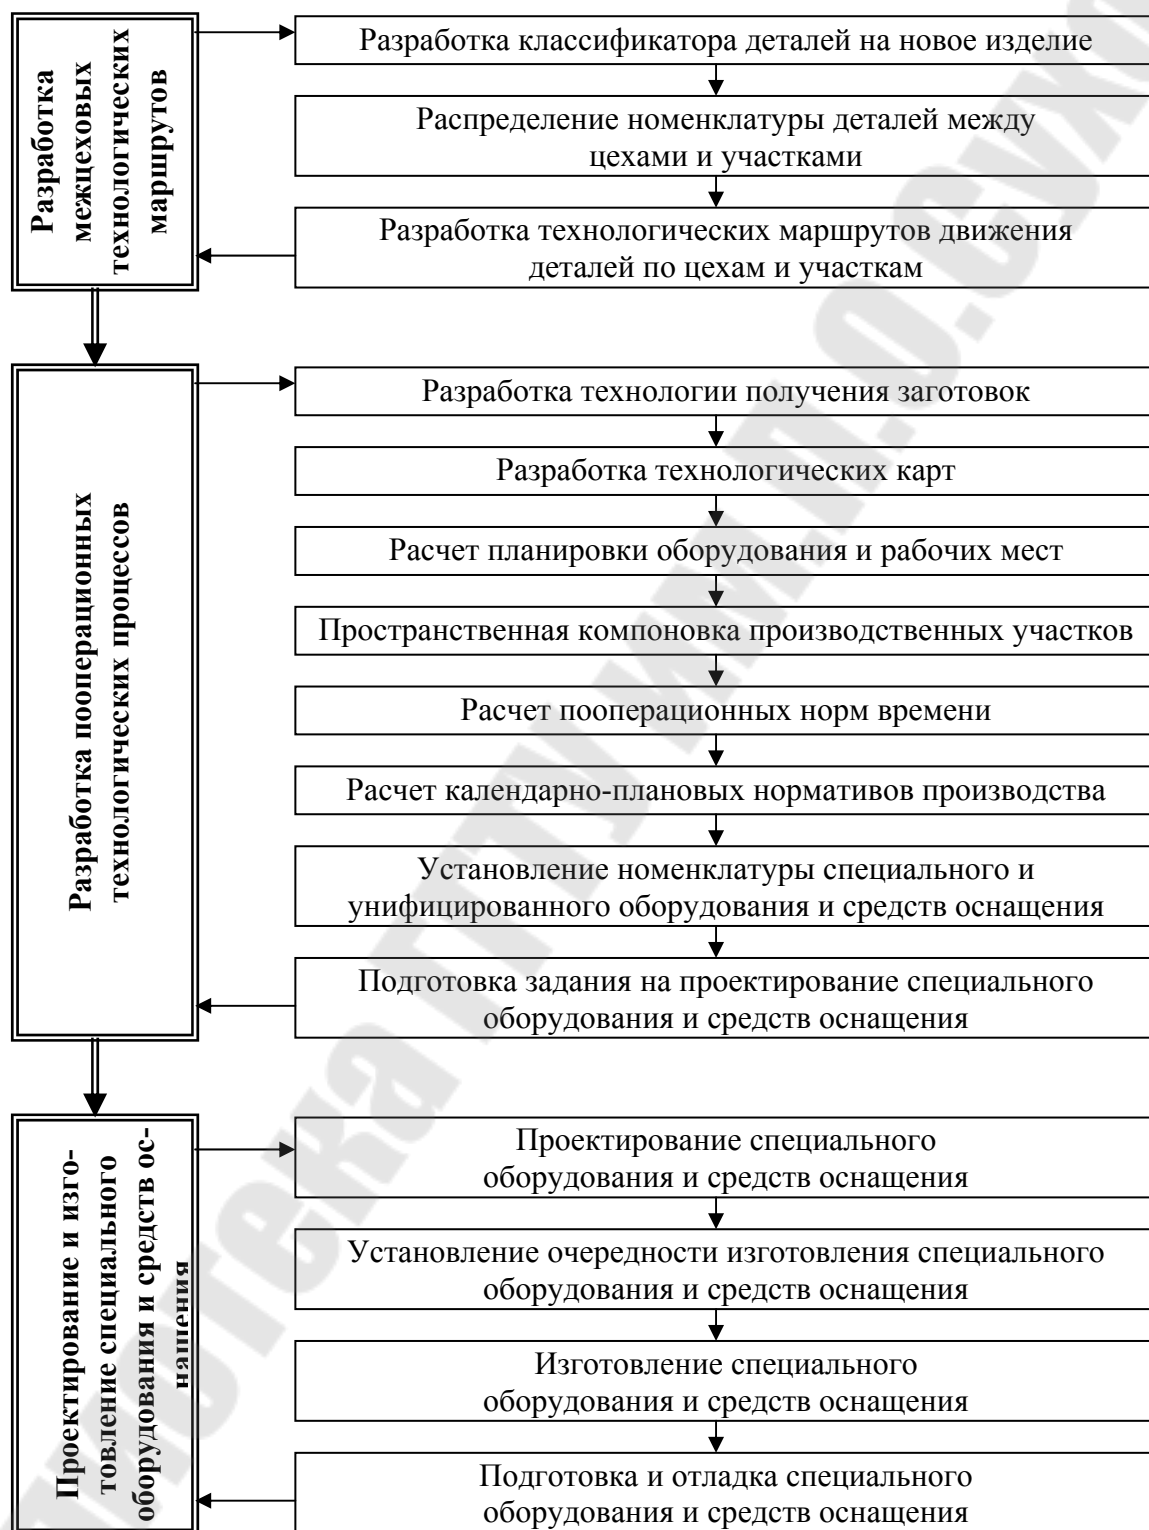 Разработка
межцеховых
технологических
маршрутов
Разработка классификатора деталей на новое изделие
Распределение номенклатуры деталей между
цехами и участками
Разработка технологических маршрутов движения
деталей по цехам и участкам
Разработка пооперационных
технологических процессов
Разработка технологии получения заготовок
Разработка технологических карт
Расчет планировки оборудования и рабочих мест
Пространственная компоновка производственных участков
Расчет пооперационных норм времени
Расчет календарно-плановых нормативов производства
Установление номенклатуры специального и
унифицированного оборудования и средств оснащения
Подготовка задания на проектирование специального
оборудования и средств оснащения
Проектирование и изго-
товление специального
оборудования и средств ос-
нащения
Проектирование специального
оборудования и средств оснащения
Установление очередности изготовления специального
оборудования и средств оснащения
Изготовление специального
оборудования и средств оснащения
Подготовка и отладка специального
оборудования и средств оснащения